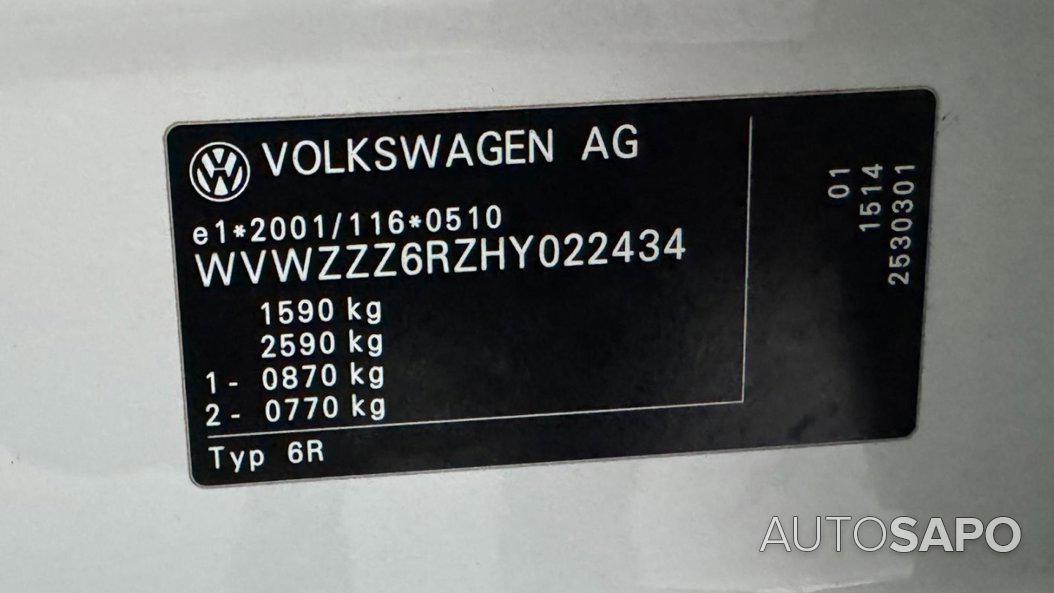 VOLKSWAGEN AG
e1*2001/116*0510
WVWZZZ6RZHY022434
1590 kg
2590 kg
1- 0870 kg
2- 0770 kg
Typ 6R
01
1514
2530301
AUTOSAPO